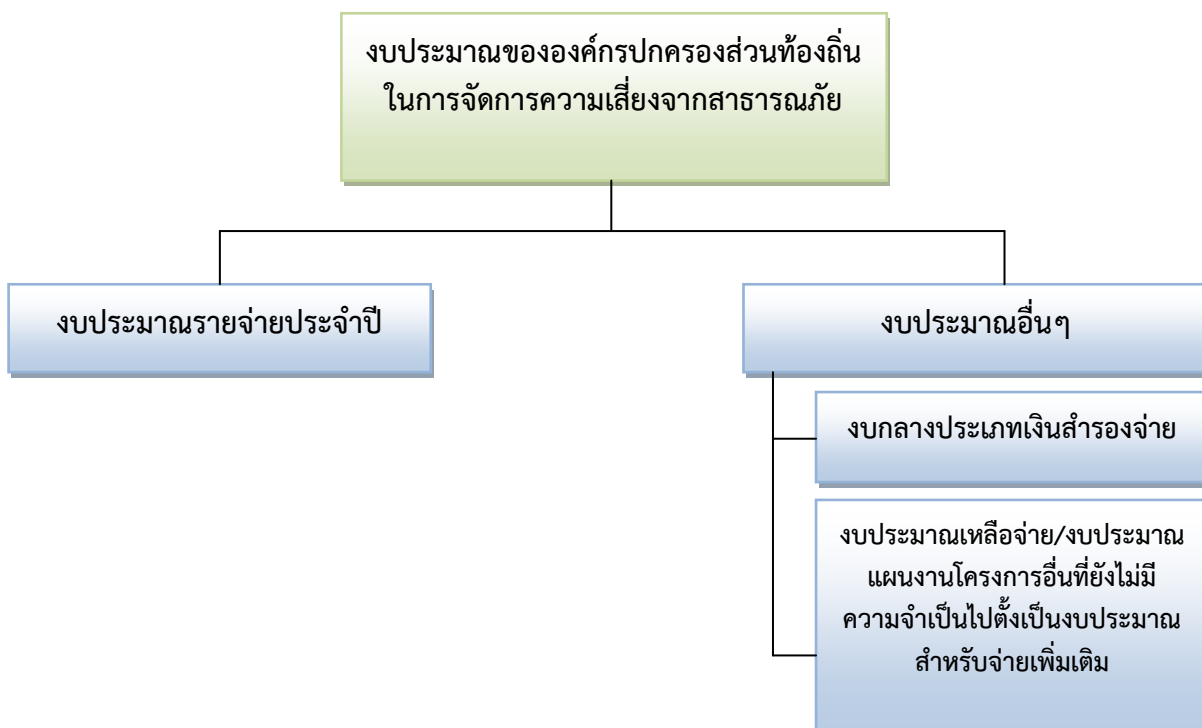 งบประมาณขององค์กรปกครองส่วนท้องถิ่น
ในการจัดการความเสี่ยงจากสาธารณภัย
งบประมาณรายจ่ายประจำปี
งบประมาณอื่นๆ
งบกลางประเภทเงินสำรองจ่าย
งบประมาณเหลือจ่าย/งบประมาณ
แผนงานโครงการอื่นที่ยังไม่มี
ความจำเป็นไปตั้งเป็นงบประมาณ
สำหรับจ่ายเพิ่มเติม